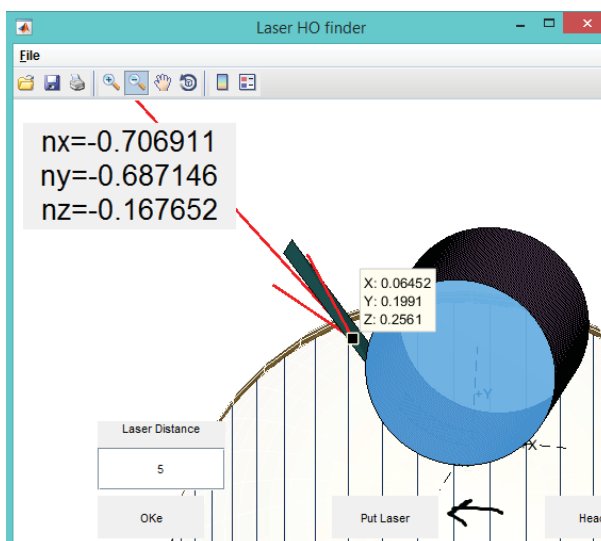 Laser HO finder
File
nx=-0.706911
ny=-0.687146
nz=-0.167652
X: 0.06452
Y: 0.1991
Z: 0.2561
+Y
X
Laser Distance
5
OKe
Put Laser
Head